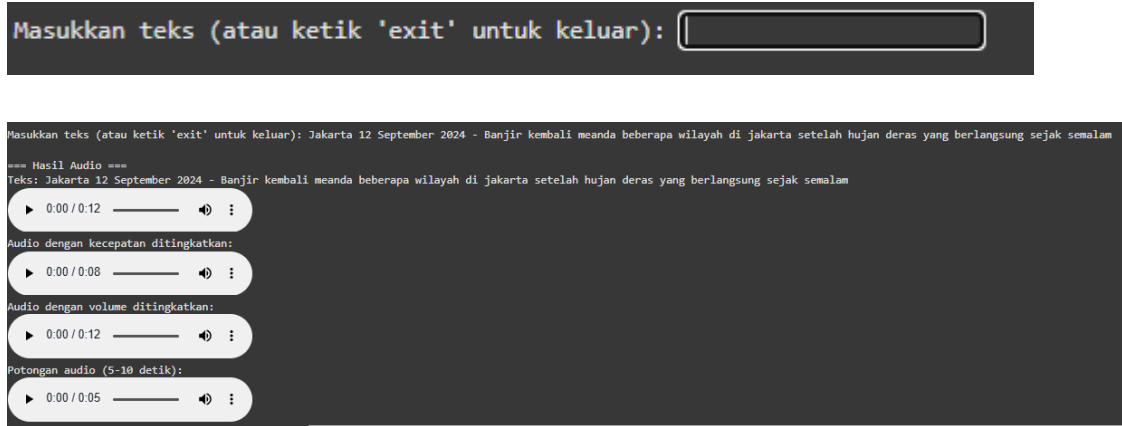 Masukkan teks (atau ketik 'exit' untuk keluar):
Masukkan teks (atau ketik 'exit' untuk keluar): Jakarta 12 September 2024 - Banjir kembali meanda beberapa wilayah di jakarta setelah hujan deras yang berlangsung sejak semalam
=== Hasil Audio ===
Teks: Jakarta 12 September 2024 - Banjir kembali meanda beberapa wilayah di jakarta setelah hujan deras yang berlangsung sejak semalam
0:00 / 0:12
Audio dengan kecepatan ditingkatkan:
0:00 / 0:08
Audio dengan volume ditingkatkan:
0:00 / 0:12
Potongan audio (5-10 detik):
0:00 / 0:05